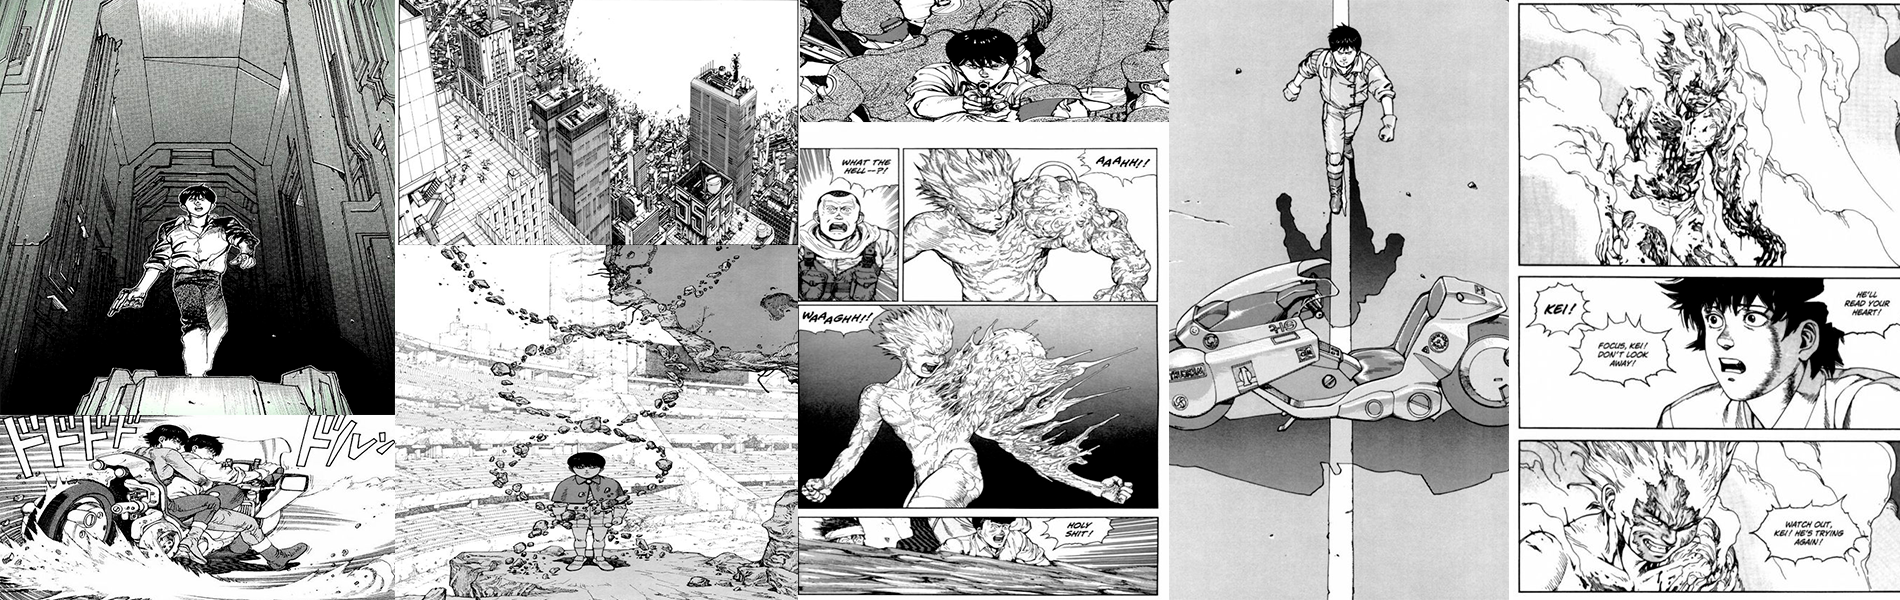 ドドドド
ドルン
WHAT THE
HELL--?!
AAAHH!!
WAAAGHH!!
HOLY
SHIT!
KEI!
FOCUS, KEI!
DON'T LOOK
AWAY!
HE'LL
READ YOUR
HEART!
WATCH OUT,
KEI! HE'S TRYING
AGAIN!